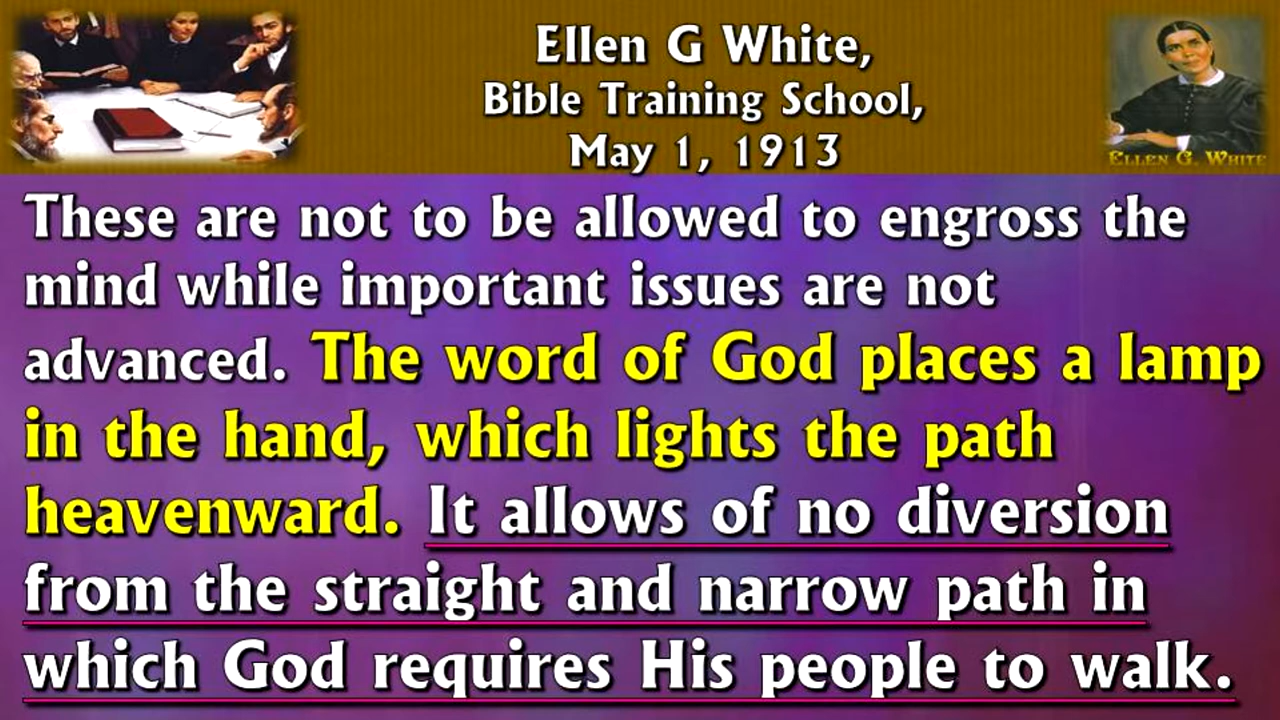 Ellen G White,
Bible Training School,
May 1, 1913
ELLEN G. WHITE
These are not to be allowed to engross the
mind while important issues are not
advanced. The word of God places a lamp
in the hand, which lights the path
heavenward. It allows of no diversion
from the straight and narrow path in
which God requires His people to walk.